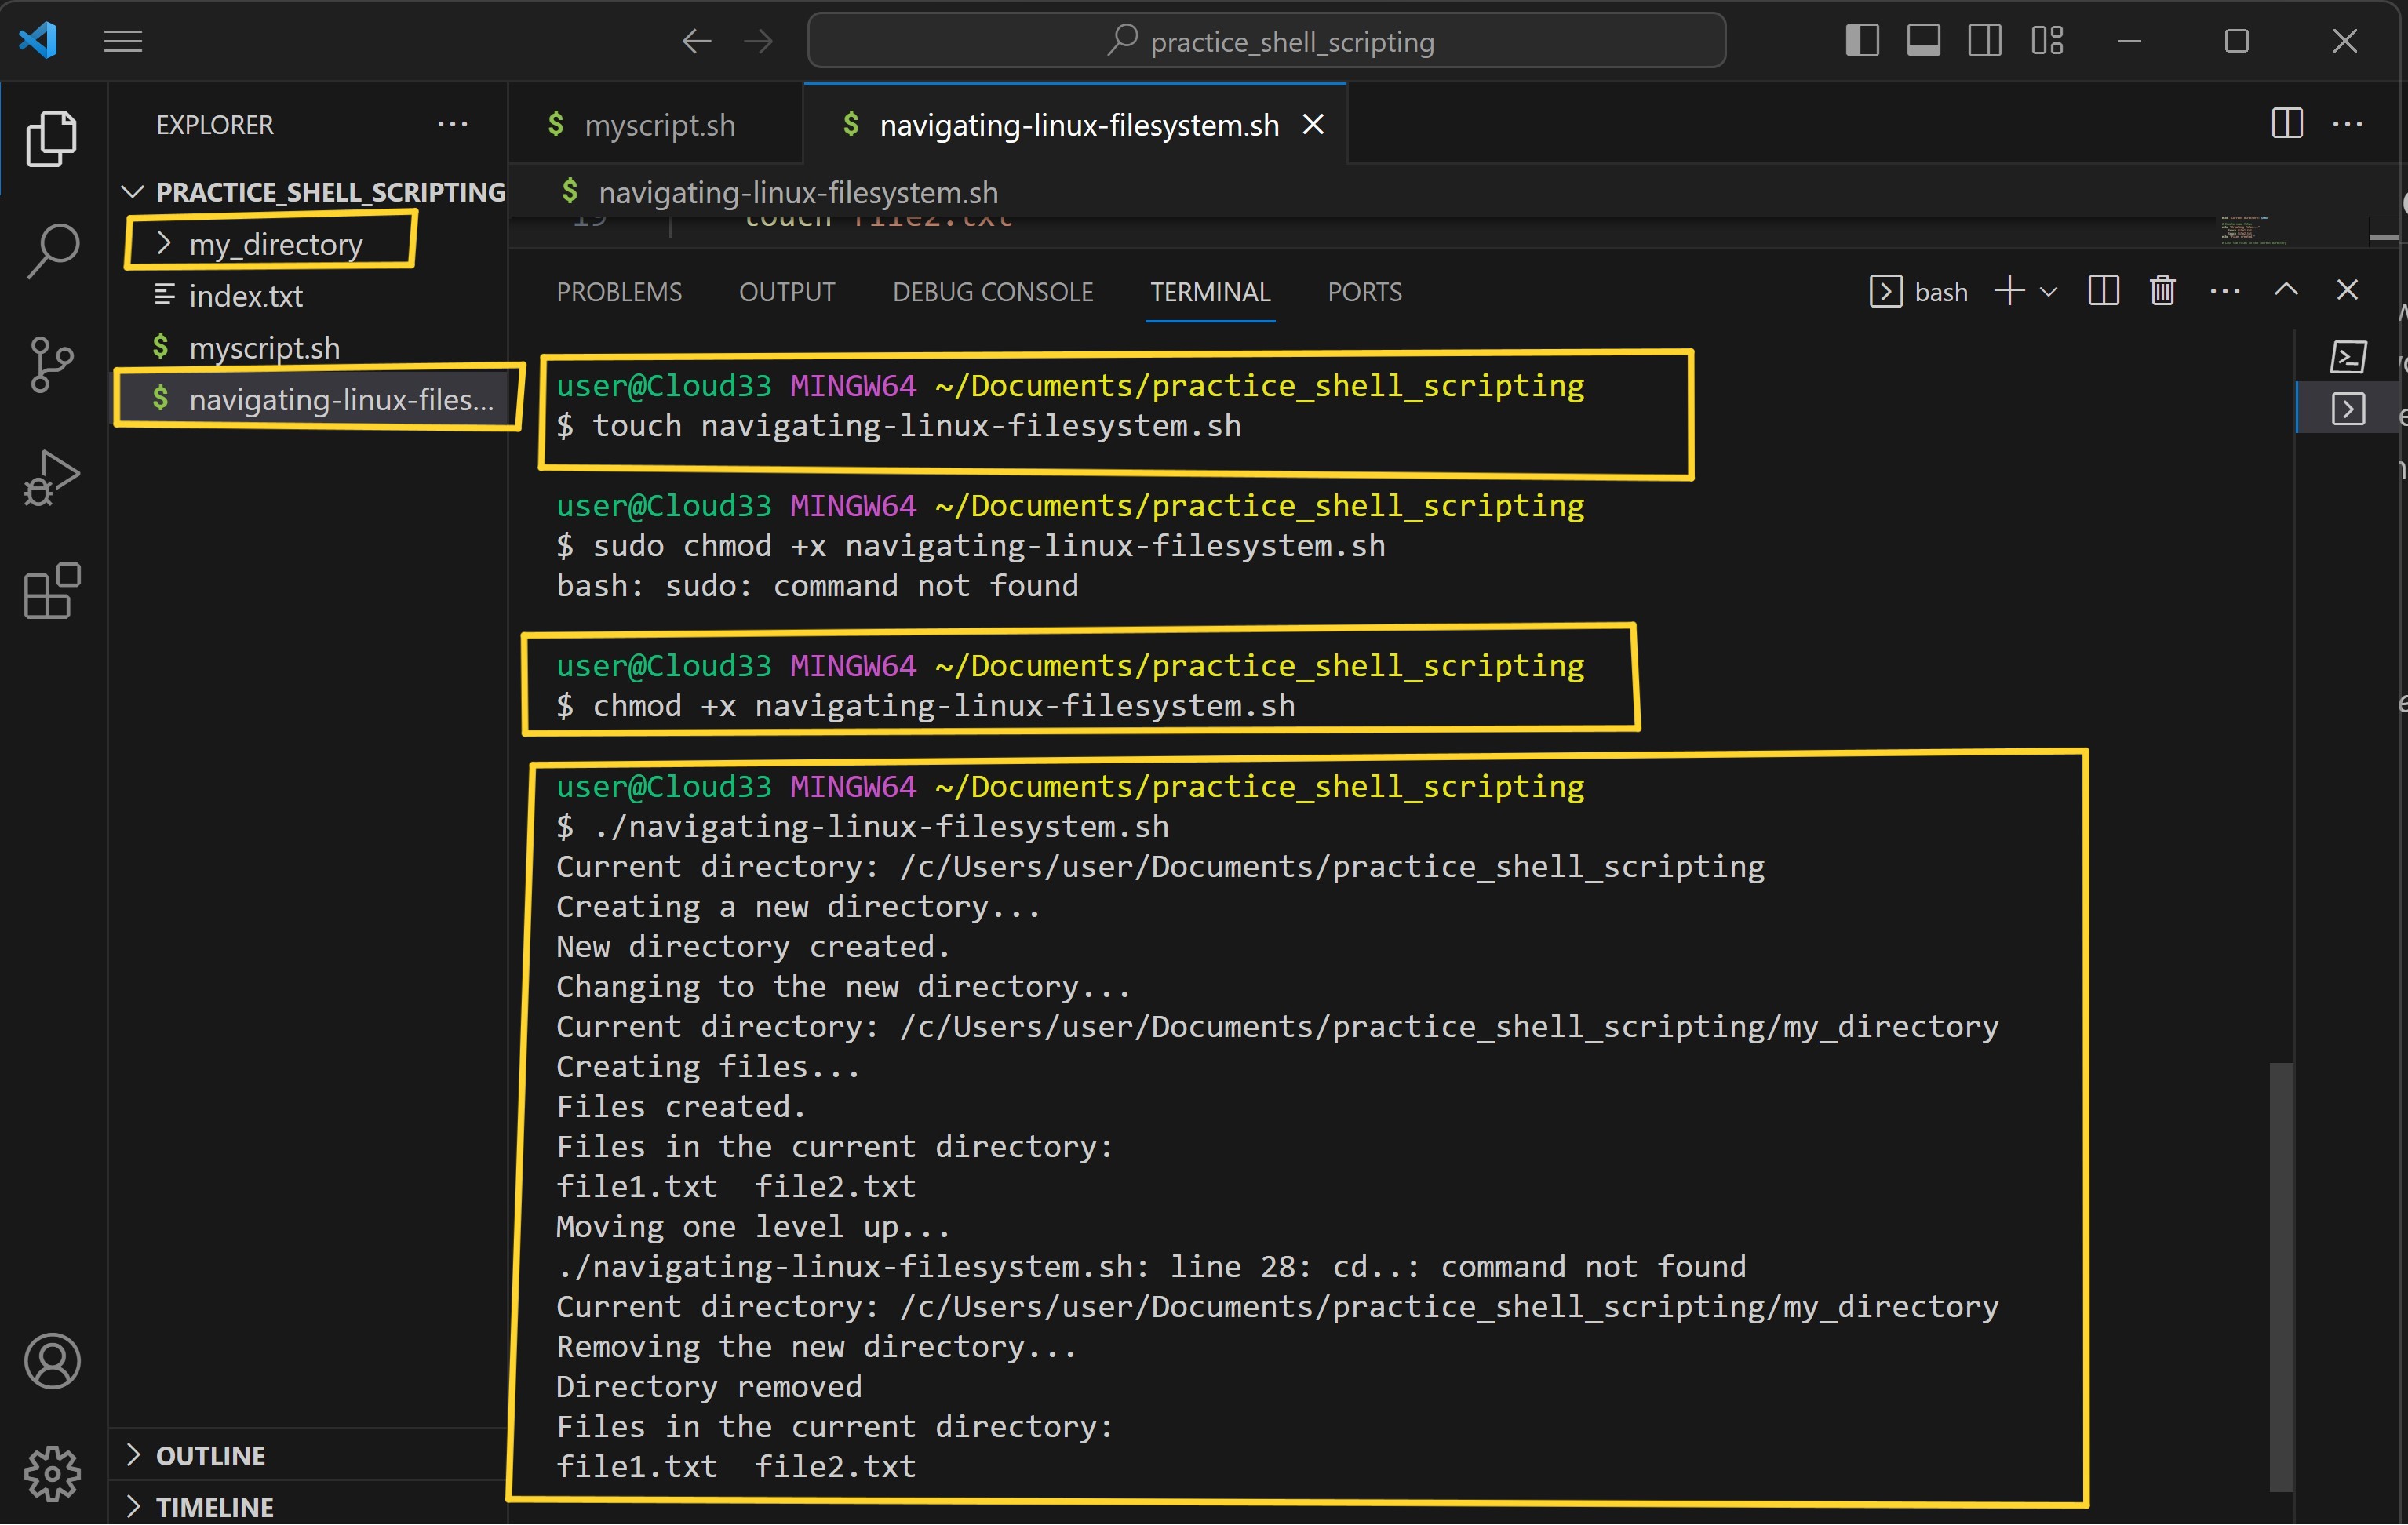 practice_shell_scripting
EXPLORER
PRACTICE_SHELL_SCRIPTING
my_directory
index.txt
$ myscript.sh
$ navigating-linux-files...
OUTLINE
TIMELINE
$ myscript.sh
$ navigating-linux-filesystem.sh
$ navigating-linux-filesystem.sh
19 touch file2.txt
PROBLEMS OUTPUT DEBUG CONSOLE TERMINAL PORTS
bash
user@Cloud33 MINGW64 ~/Documents/practice_shell_scripting
$ touch navigating-linux-filesystem.sh
user@Cloud33 MINGW64 ~/Documents/practice_shell_scripting
$ sudo chmod +x navigating-linux-filesystem.sh
bash: sudo: command not found
user@Cloud33 MINGW64 ~/Documents/practice_shell_scripting
$ chmod +x navigating-linux-filesystem.sh
user@Cloud33 MINGW64 ~/Documents/practice_shell_scripting
$ ./navigating-linux-filesystem.sh
Current directory: /c/Users/user/Documents/practice_shell_scripting
Creating a new directory...
New directory created.
Changing to the new directory...
Current directory: /c/Users/user/Documents/practice_shell_scripting/my_directory
Creating files...
Files created.
Files in the current directory:
file1.txt  file2.txt
Moving one level up...
./navigating-linux-filesystem.sh: line 28: cd..: command not found
Current directory: /c/Users/user/Documents/practice_shell_scripting/my_directory
Removing the new directory...
Directory removed
Files in the current directory:
file1.txt  file2.txt